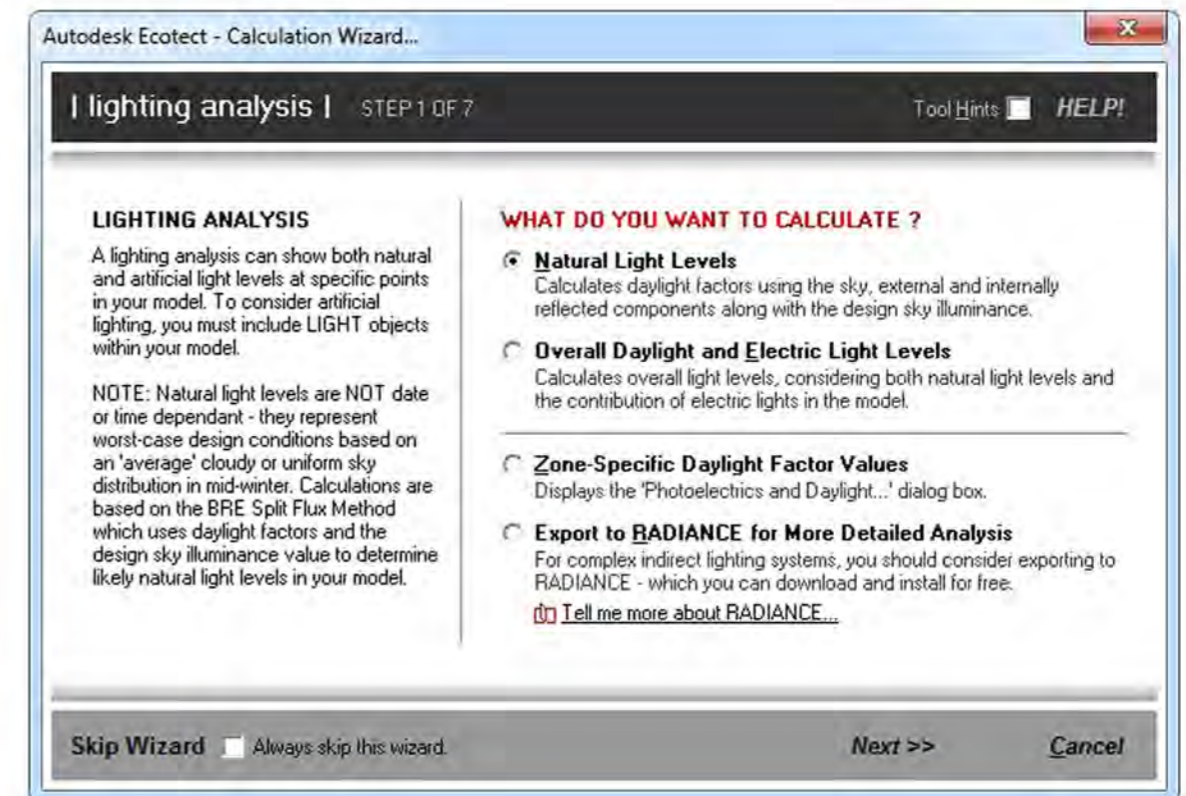 Autodesk Ecotect - Calculation Wizard...
| lighting analysis | STEP 1 OF 7 Tool Hints HELP!
LIGHTING ANALYSIS
A lighting analysis can show both natural
and artificial light levels at specific points
in your model. To consider artificial
lighting, you must include LIGHT objects
within your model.
NOTE: Natural light levels are NOT date
or time dependant - they represent
worst-case design conditions based on
an 'average' cloudy or uniform sky
distribution in mid-winter. Calculations are
based on the BRE Split Flux Method
which uses daylight factors and the
design sky illuminance value to determine
likely natural light levels in your model.
WHAT DO YOU WANT TO CALCULATE ?
Natural Light Levels
Calculates daylight factors using the sky, external and internally
reflected components along with the design sky illuminance.
Overall Daylight and Electric Light Levels
Calculates overall light levels, considering both natural light levels and
the contribution of electric lights in the model.
Zone-Specific Daylight Factor Values
Displays the 'Photoelectrics and Daylight...' dialog box.
Export to RADIANCE for More Detailed Analysis
For complex indirect lighting systems, you should consider exporting to
RADIANCE - which you can download and install for free.
Tell me more about RADIANCE...
Skip Wizard Always skip this wizard. Next >> Cancel